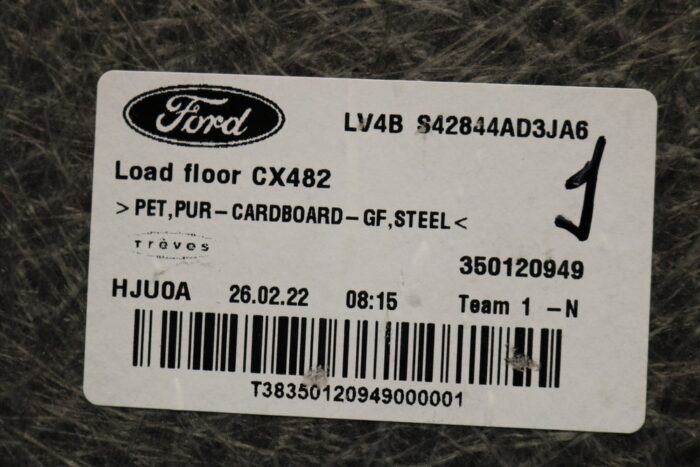 Ford LV4B S42844AD3JA6
Load floor CX482
>PET,PUR-CARDBOARD-GF,STEEL<
Trèves
350120949
HJU0A 26.02.22 08:15 Team 1 -N
T38350120949000001